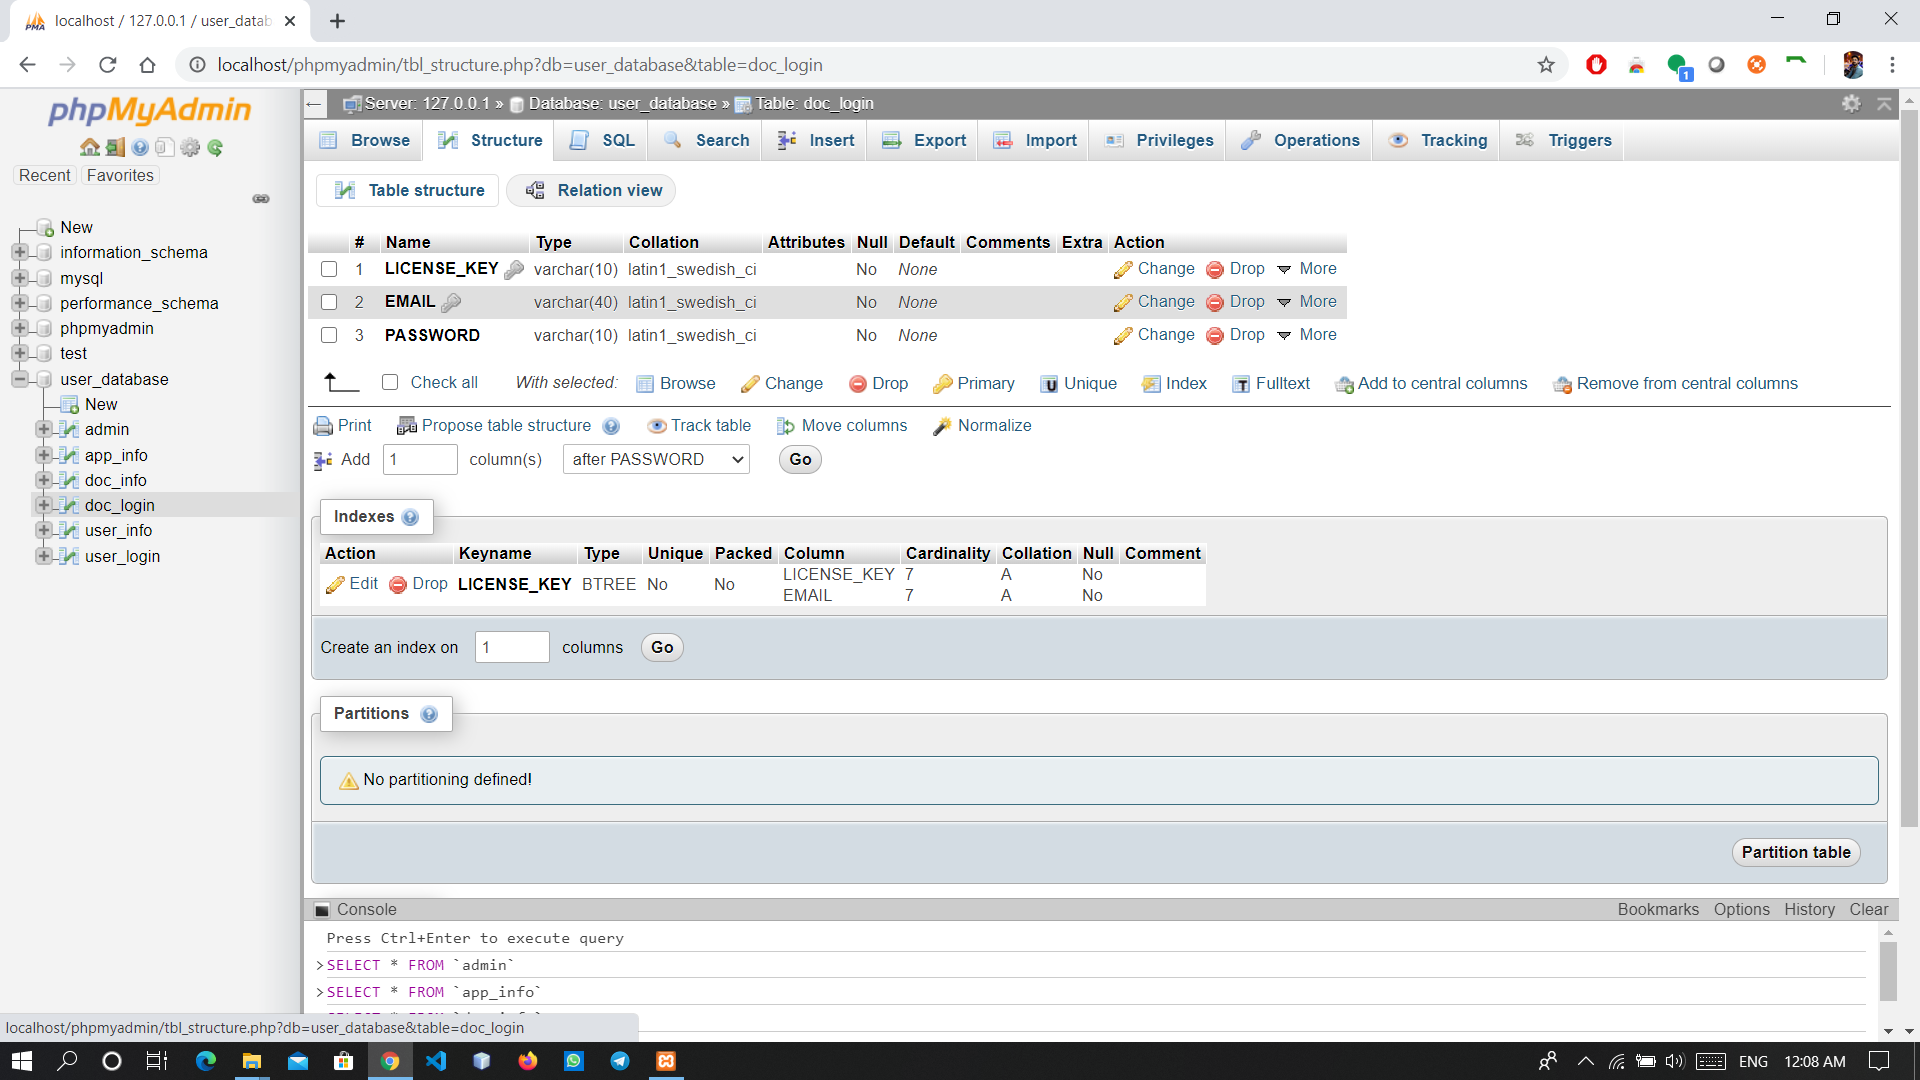 localhost / 127.0.0.1 / user_datab
localhost/phpmyadmin/tbl_structure.php?db=user_database&table=doc_login
1
phpMyAdmin
Recent Favorites
New
information_schema
mysql
performance_schema
phpmyadmin
test
user_database
New
admin
app_info
doc_info
doc_login
user_info
user_login
Server: 127.0.0.1 » Database: user_database » Table: doc_login
Browse Structure SQL Search Insert Export Import Privileges Operations Tracking Triggers
Table structure Relation view
# Name Type Collation Attributes Null Default Comments Extra Action
1 LICENSE_KEY varchar(10) latin1_swedish_ci No None Change Drop More
2 EMAIL varchar(40) latin1_swedish_ci No None Change Drop More
3 PASSWORD varchar(10) latin1_swedish_ci No None Change Drop More
Check all With selected: Browse Change Drop Primary Unique Index Fulltext Add to central columns Remove from central columns
Print Propose table structure Track table Move columns Normalize
Add 1 column(s) after PASSWORD Go
Indexes
Action Keyname Type Unique Packed Column Cardinality Collation Null Comment
Edit Drop LICENSE_KEY BTREE No No LICENSE_KEY 7 A No
EMAIL 7 A No
Create an index on 1 columns Go
Partitions
No partitioning defined!
Partition table
Console Bookmarks Options History Clear
Press Ctrl+Enter to execute query
>SELECT * FROM `admin`
>SELECT * FROM `app_info`
localhost/phpmyadmin/tbl_structure.php?db=user_database&table=doc_login
ENG 12:08 AM